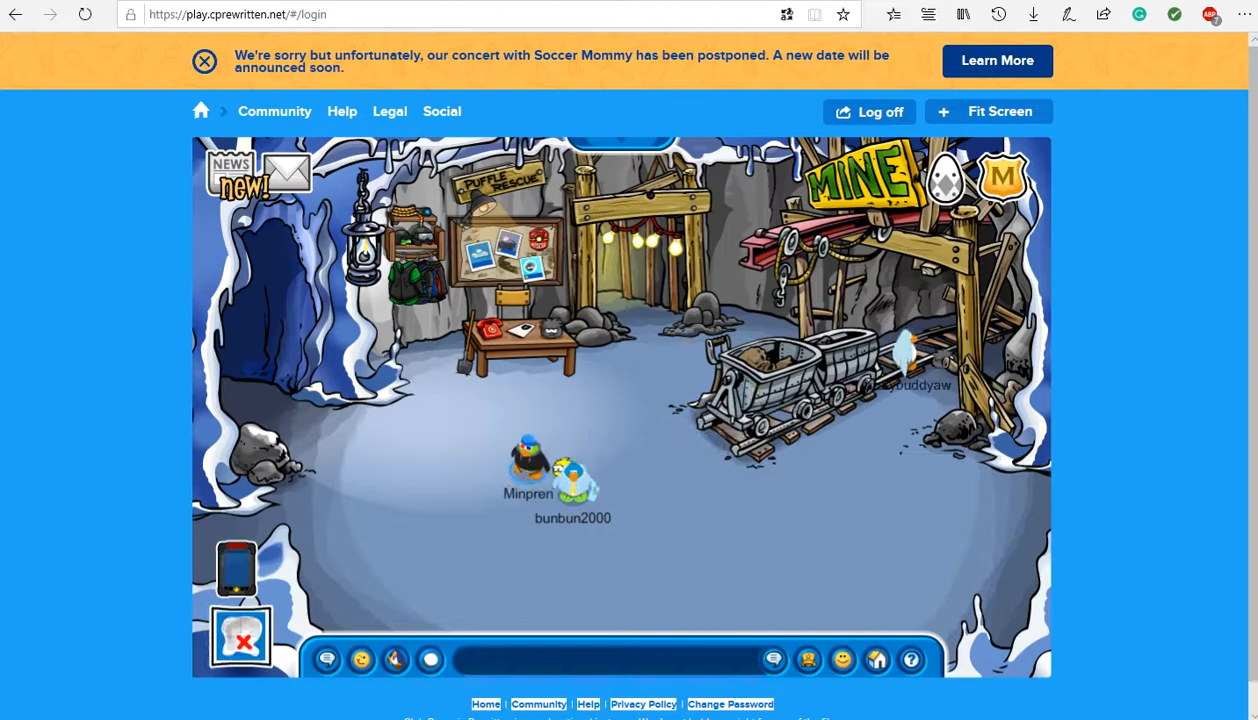 https://play.cprewritten.net/#/login
ABP
7
We're sorry but unfortunately, our concert with Soccer Mommy has been postponed. A new date will be
announced soon.
Learn More
Community
Help
Legal
Social
Log off
+ Fit Screen
NEWS
new!
PUFFLE
RESCUE
MINE
M
buddyaw
Minpren
bunbun2000
?
Home | Community | Help | Privacy Policy | Change Password